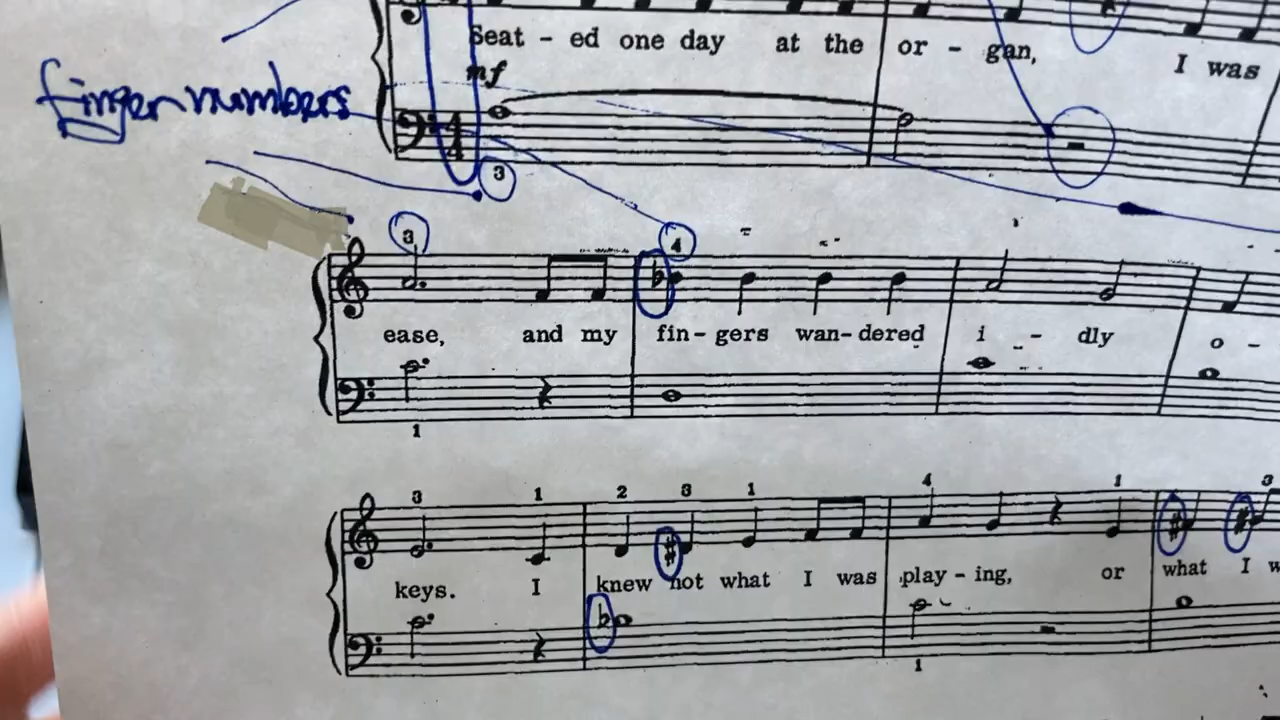 Seat - ed one day at the or - gan, I was
mf
finger numbers
4
4
3
3 4
ease, and my fin - gers wan - dered i - dly o -
1
3 1 2 3 1 4 1 3
keys. I knew not what I was play - ing, or what I w
1